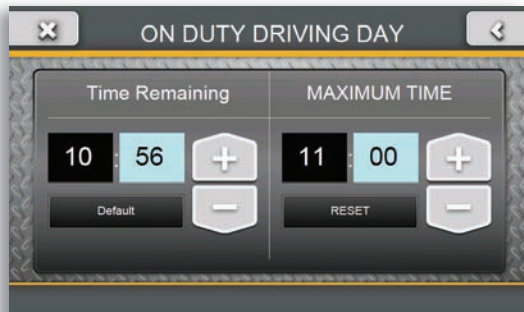 ON DUTY DRIVING DAY
Time Remaining
MAXIMUM TIME
10 : 56
11 : 00
Default
RESET